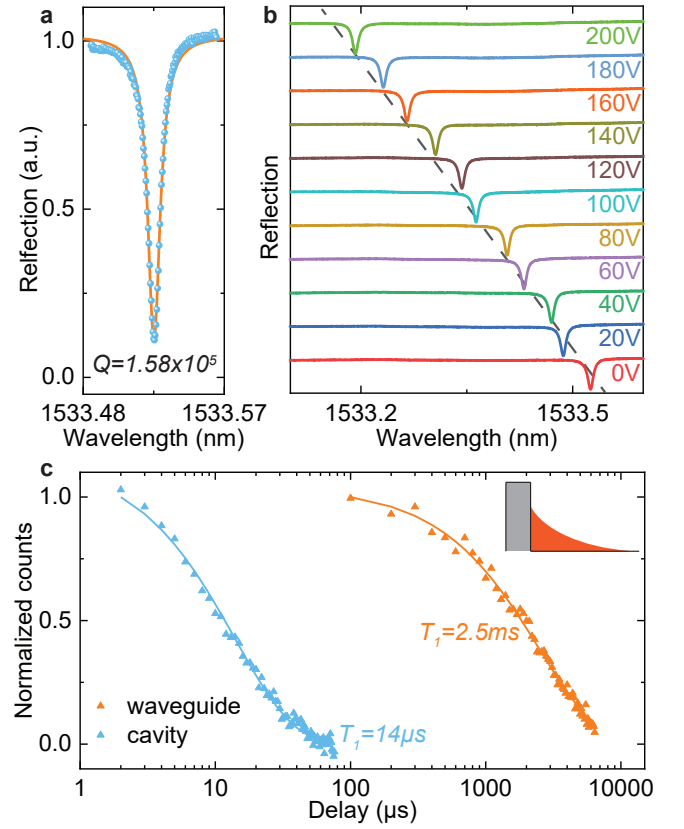 a
1.0
0.5
0.0
Relfection (a.u.)
Q=1.58x10⁵
1533.48
1533.57
Wavelength (nm)
b
Reflection
200V
180V
160V
140V
120V
100V
80V
60V
40V
20V
0V
1533.2
1533.5
Wavelength (nm)
c
1.0
0.5
0.0
Normalized counts
T₁=2.5ms
waveguide
cavity
T₁=14µs
1
10
100
1000
10000
Delay (µs)